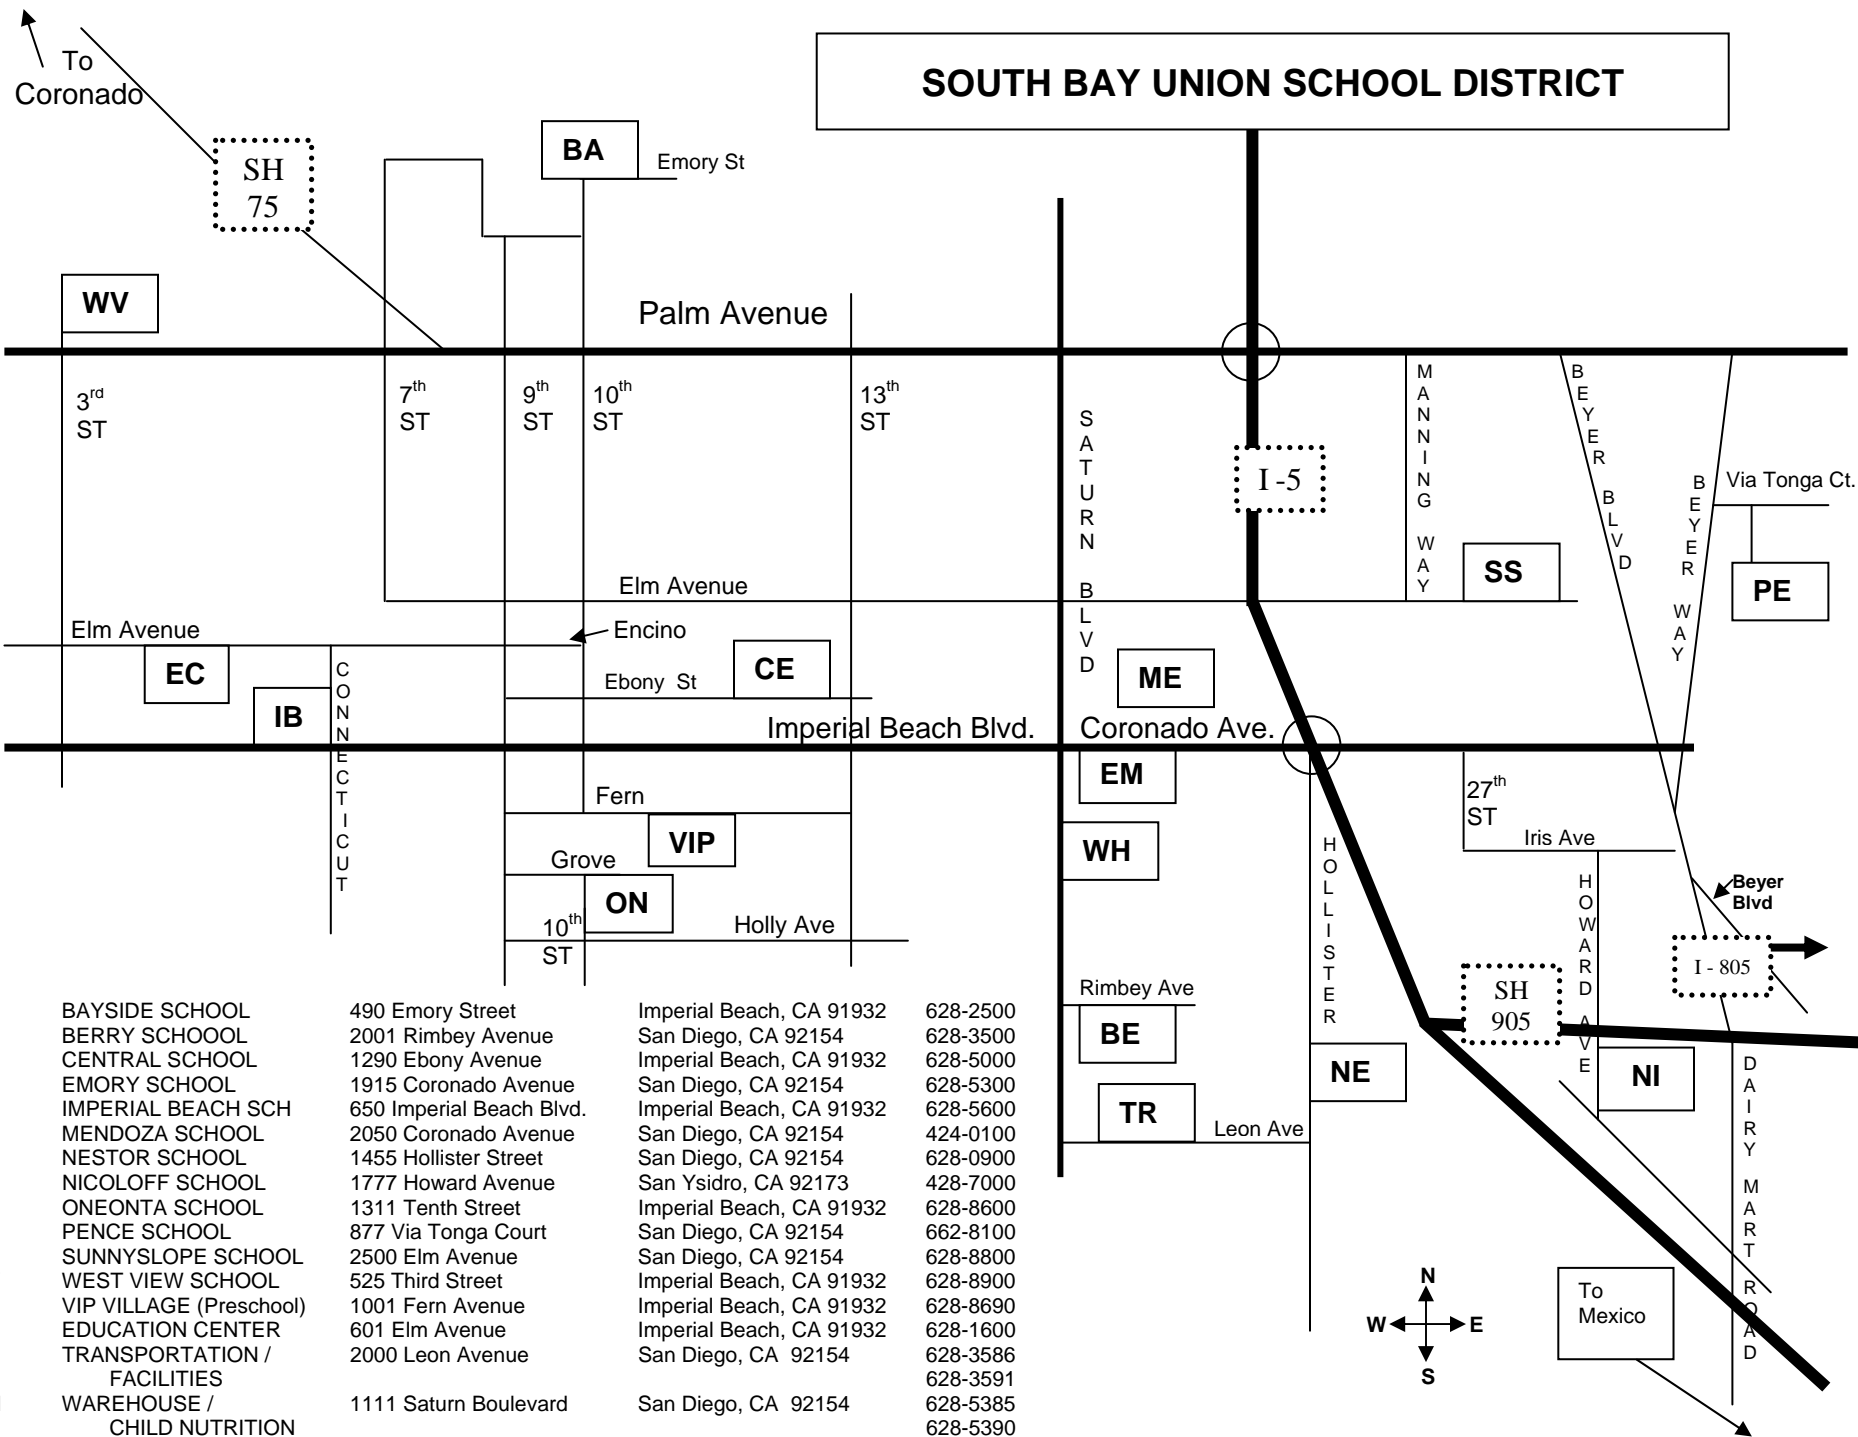 To
Coronado
SOUTH BAY UNION SCHOOL DISTRICT
SH
75
BA
Emory St
WV
Palm Avenue
3rd
ST
7th
ST
9th
ST
10th
ST
13th
ST
SATURN BLVD
I -5
MANNING WAY
BEYER BLVD
BEYER WAY
Via Tonga Ct.
SS
PE
Elm Avenue
Elm Avenue
Encino
EC
IB
CONNECTICUT
Ebony St
CE
ME
Imperial Beach Blvd.
Coronado Ave.
EM
27th
ST
Fern
VIP
WH
HOLLISTER
Iris Ave
HOWARD AVE
Beyer
Blvd
Grove
ON
10th
ST
Holly Ave
I - 805
SH
905
Rimbey Ave
BE
NE
NI
TR
Leon Ave
DAIRY MART ROAD
N
W E
S
To
Mexico
BAYSIDE SCHOOL 490 Emory Street Imperial Beach, CA 91932 628-2500
BERRY SCHOOOL 2001 Rimbey Avenue San Diego, CA 92154 628-3500
CENTRAL SCHOOL 1290 Ebony Avenue Imperial Beach, CA 91932 628-5000
EMORY SCHOOL 1915 Coronado Avenue San Diego, CA 92154 628-5300
IMPERIAL BEACH SCH 650 Imperial Beach Blvd. Imperial Beach, CA 91932 628-5600
MENDOZA SCHOOL 2050 Coronado Avenue San Diego, CA 92154 424-0100
NESTOR SCHOOL 1455 Hollister Street San Diego, CA 92154 628-0900
NICOLOFF SCHOOL 1777 Howard Avenue San Ysidro, CA 92173 428-7000
ONEONTA SCHOOL 1311 Tenth Street Imperial Beach, CA 91932 628-8600
PENCE SCHOOL 877 Via Tonga Court San Diego, CA 92154 662-8100
SUNNYSLOPE SCHOOL 2500 Elm Avenue San Diego, CA 92154 628-8800
WEST VIEW SCHOOL 525 Third Street Imperial Beach, CA 91932 628-8900
VIP VILLAGE (Preschool) 1001 Fern Avenue Imperial Beach, CA 91932 628-8690
EDUCATION CENTER 601 Elm Avenue Imperial Beach, CA 91932 628-1600
TRANSPORTATION / 2000 Leon Avenue San Diego, CA 92154 628-3586
FACILITIES 628-3591
WAREHOUSE / 1111 Saturn Boulevard San Diego, CA 92154 628-5385
CHILD NUTRITION 628-5390